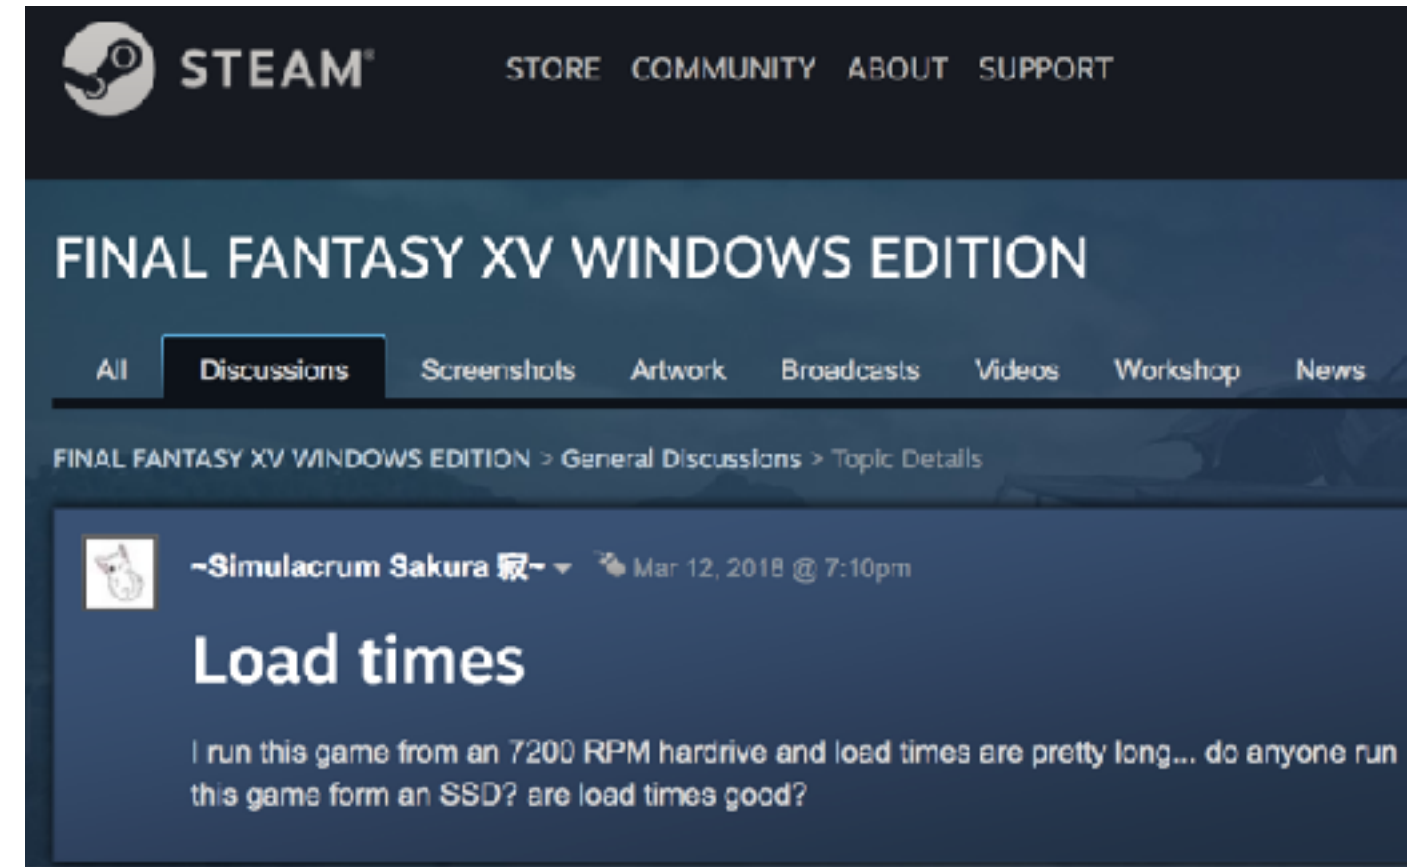 STEAM®
STORE COMMUNITY ABOUT SUPPORT
FINAL FANTASY XV WINDOWS EDITION
All Discussions Screenshots Artwork Broadcasts Videos Workshop News
FINAL FANTASY XV WINDOWS EDITION > General Discussions > Topic Details
~Simulacrum Sakura 寂~ Mar 12, 2018 @ 7:10pm
Load times
I run this game from an 7200 RPM hardrive and load times are pretty long... do anyone run
this game form an SSD? are load times good?